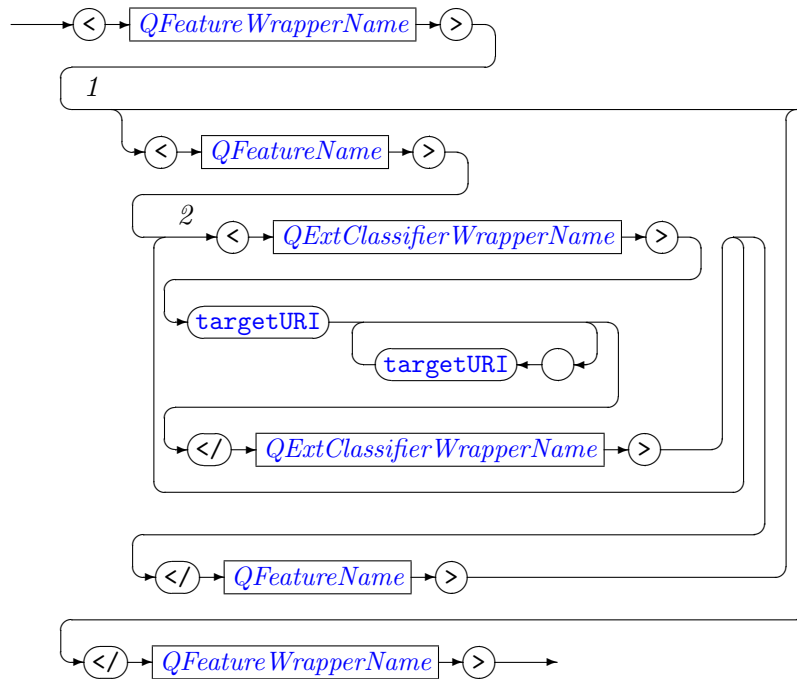 < QFeatureWrapperName >
1
< QFeatureName >
2
< QExtClassifierWrapperName >
targetURI
targetURI
</ QExtClassifierWrapperName >
</ QFeatureName >
</ QFeatureWrapperName >